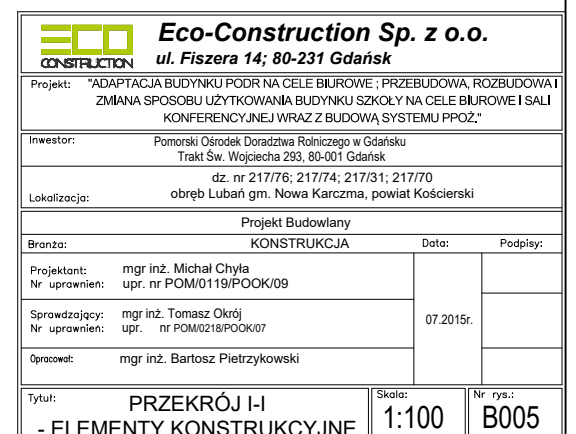 ECO
CONSTRUCTION
Eco-Construction Sp. z o.o.
ul. Fiszera 14; 80-231 Gdańsk
Projekt: "ADAPTACJA BUDYNKU PODR NA CELE BIUROWE ; PRZEBUDOWA, ROZBUDOWA I
ZMIANA SPOSOBU UŻYTKOWANIA BUDYNKU SZKOŁY NA CELE BIUROWE I SALI
KONFERENCYJNEJ WRAZ Z BUDOWĄ SYSTEMU PPOŻ."
Inwestor: Pomorski Ośrodek Doradztwa Rolniczego w Gdańsku
Trakt Św. Wojciecha 293, 80-001 Gdańsk
dz. nr 217/76; 217/74; 217/31; 217/70
Lokalizacja: obręb Lubań gm. Nowa Karczma, powiat Kościerski
Projekt Budowlany
Branża: KONSTRUKCJA Data: Podpisy:
Projektant: mgr inż. Michał Chyła
Nr uprawnień: upr. nr POM/0119/POOK/09
Sprawdzający: mgr inż. Tomasz Okrój
Nr uprawnień: upr. nr POM/0218/POOK/07
07.2015r.
Opracował: mgr inż. Bartosz Pietrzykowski
Tytuł: PRZEKRÓJ I-I
- ELEMENTY KONSTRUKCYJNE
Skala:
1:100
Nr rys.:
B005